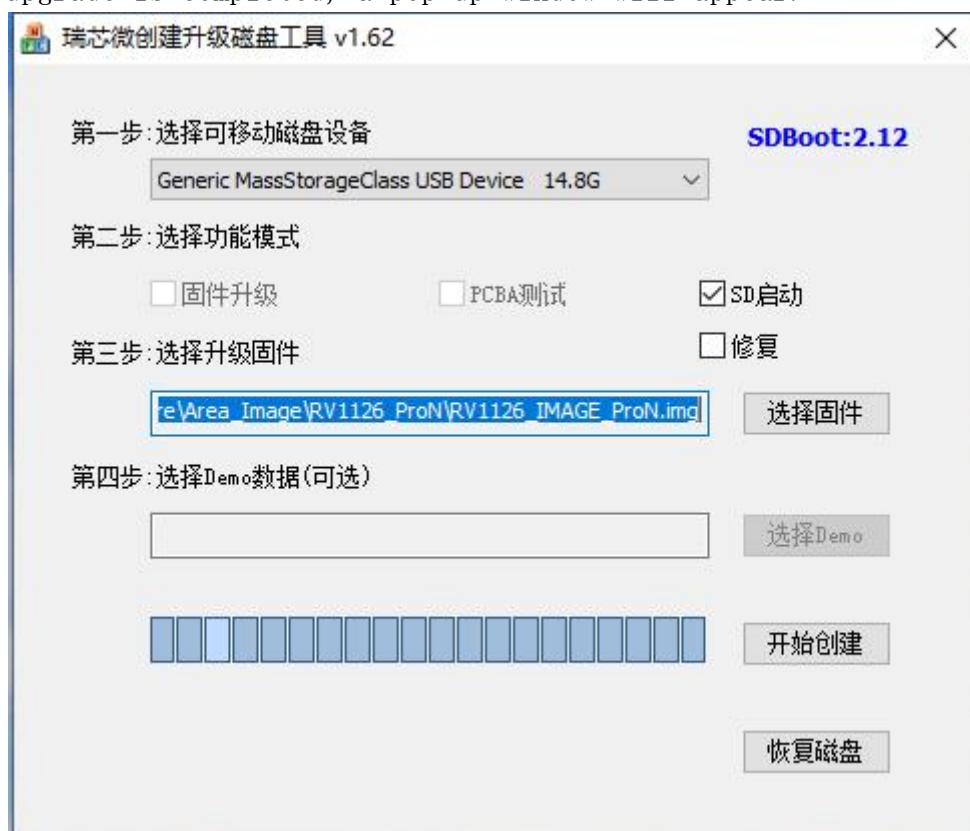 upgrade is completed, a pop-up window will appear.
瑞芯微创建升级磁盘工具 v1.62
第一步:选择可移动磁盘设备
SDBoot:2.12
Generic MassStorageClass USB Device 14.8G
第二步:选择功能模式
固件升级
PCBA测试
SD启动
第三步:选择升级固件
修复
re\Area_Image\RV1126_ProN\RV1126_IMAGE_ProN.img
选择固件
第四步:选择Demo数据(可选)
选择Demo
开始创建
恢复磁盘